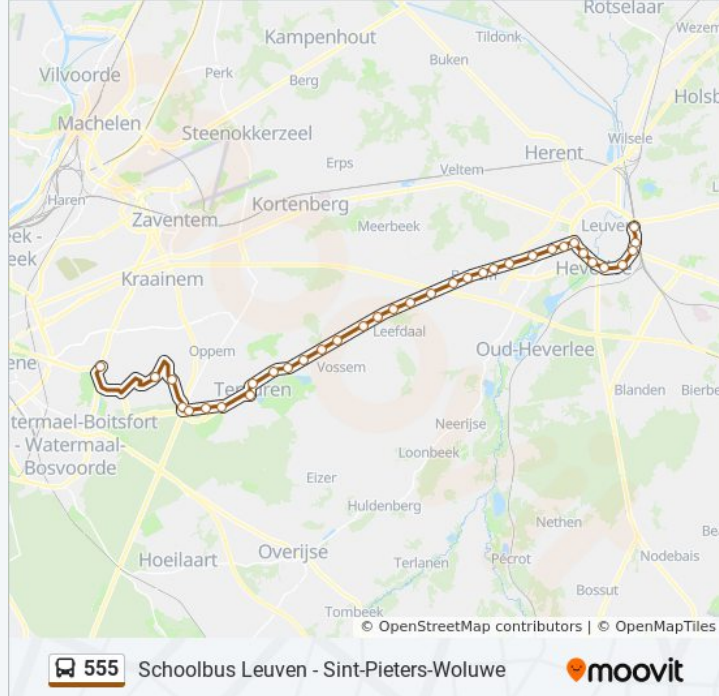 Rotselaar
Kampenhout
Tildonk
Wezem
Vilvoorde
Perk
Buken
Berg
Holsb
Machelen
Steenokkerzeel
Wilsele
Erps
Herent
Haren
Veltem
Kortenberg
Zaventem
Meerbeek
Leuven
eek -
eek
Kraainem
Heverlee
Oppem
Leefdaal
ene
Oud-Heverlee
Vossem
Tervuren
Blanden
Bierbe
termael-Boitsfort
- Watermaal-
Bosvoorde
Neerijse
Loonbeek
Eizer
Huldenberg
Nethen
Bea
Overijse
Hoeilaart
Terlanen
Pécrot
Nodebais
Bossut
Tombeek
© OpenStreetMap contributors | © OpenMapTiles
555 Schoolbus Leuven - Sint-Pieters-Woluwe
moovit